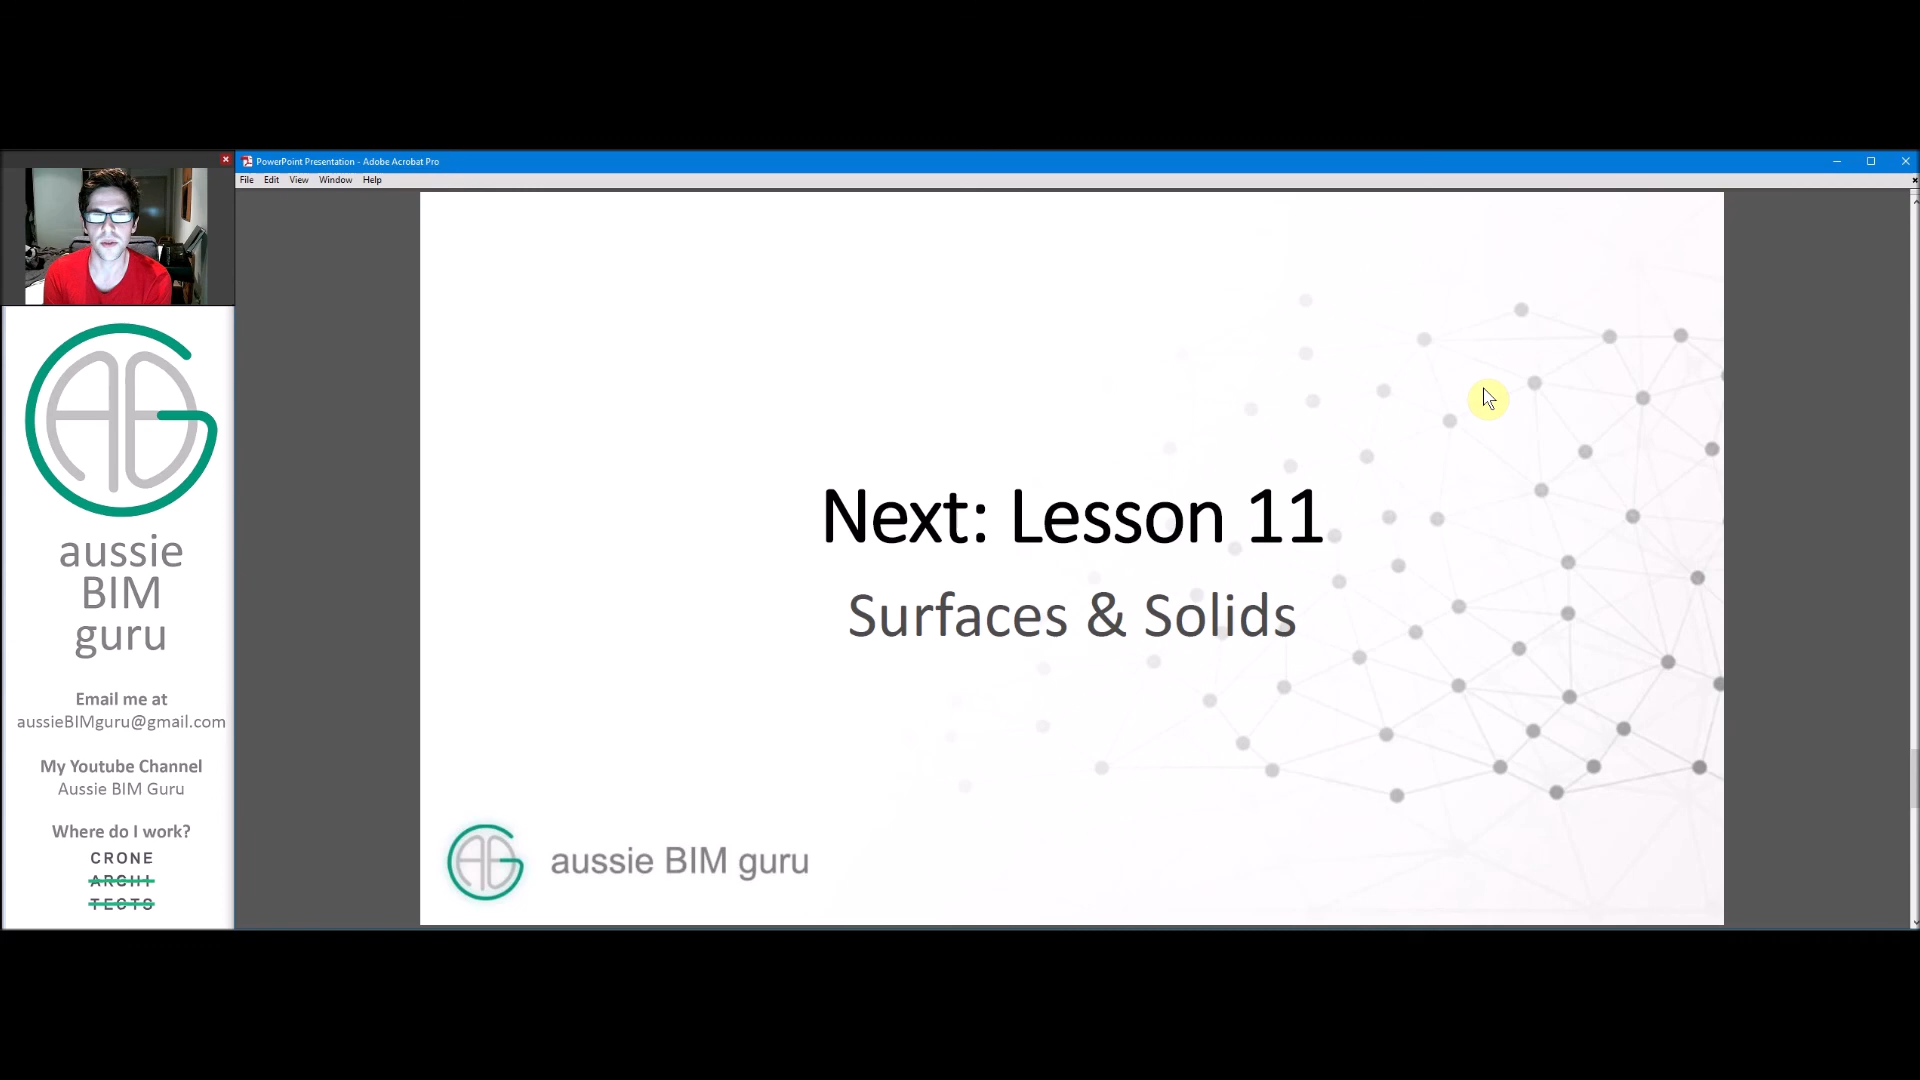 PowerPoint Presentation - Adobe Acrobat Pro
File Edit View Window Help
aussie
BIM
guru
Email me at
aussieBIMguru@gmail.com
My Youtube Channel
Aussie BIM Guru
Where do I work?
CRONE
ARCHI
TECTS
Next: Lesson 11
Surfaces & Solids
aussie BIM guru